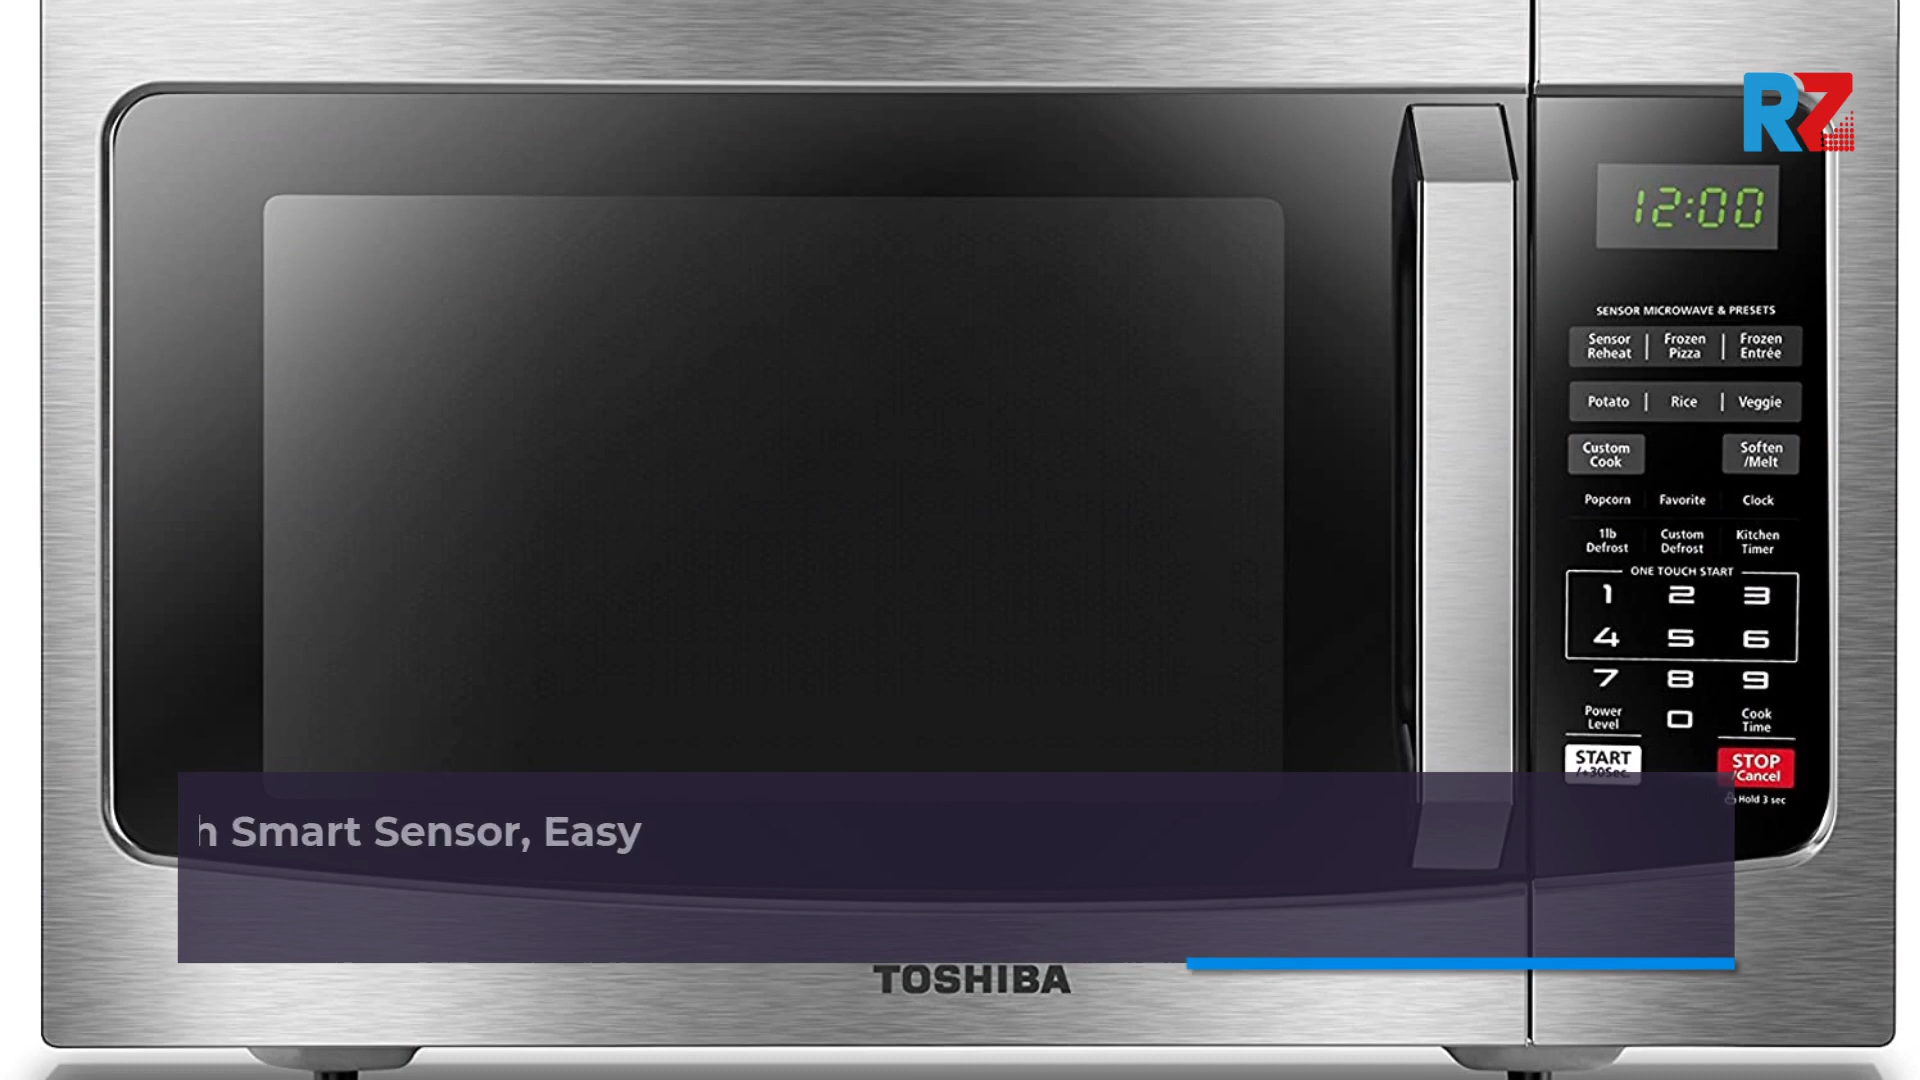 RZ
12:00
SENSOR MICROWAVE & PRESETS
Sensor Reheat | Frozen Pizza | Frozen Entrée
Potato | Rice | Veggie
Custom Cook
Soften /Melt
Popcorn Favorite Clock
1lb Defrost Custom Defrost Kitchen Timer
ONE TOUCH START
1 2 3
4 5 6
7 8 9
Power Level 0 Cook Time
START /+30Sec.
STOP /Cancel
Hold 3 sec
h Smart Sensor, Easy
TOSHIBA